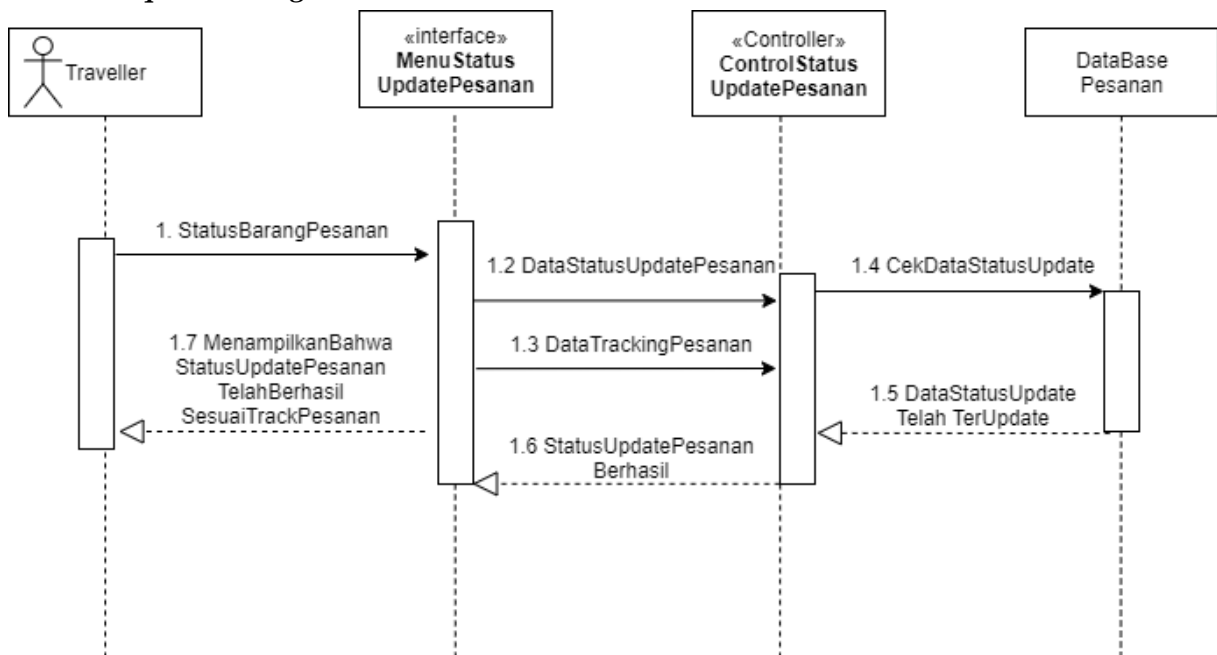 Traveller
«interface»
MenuStatus
UpdatePesanan
«Controller»
ControlStatus
UpdatePesanan
DataBase
Pesanan
1. StatusBarangPesanan
1.2 DataStatusUpdatePesanan
1.4 CekDataStatusUpdate
1.3 DataTrackingPesanan
1.7 MenampilkanBahwa
StatusUpdatePesanan
TelahBerhasil
SesuaiTrackPesanan
1.5 DataStatusUpdate
Telah TerUpdate
1.6 StatusUpdatePesanan
Berhasil